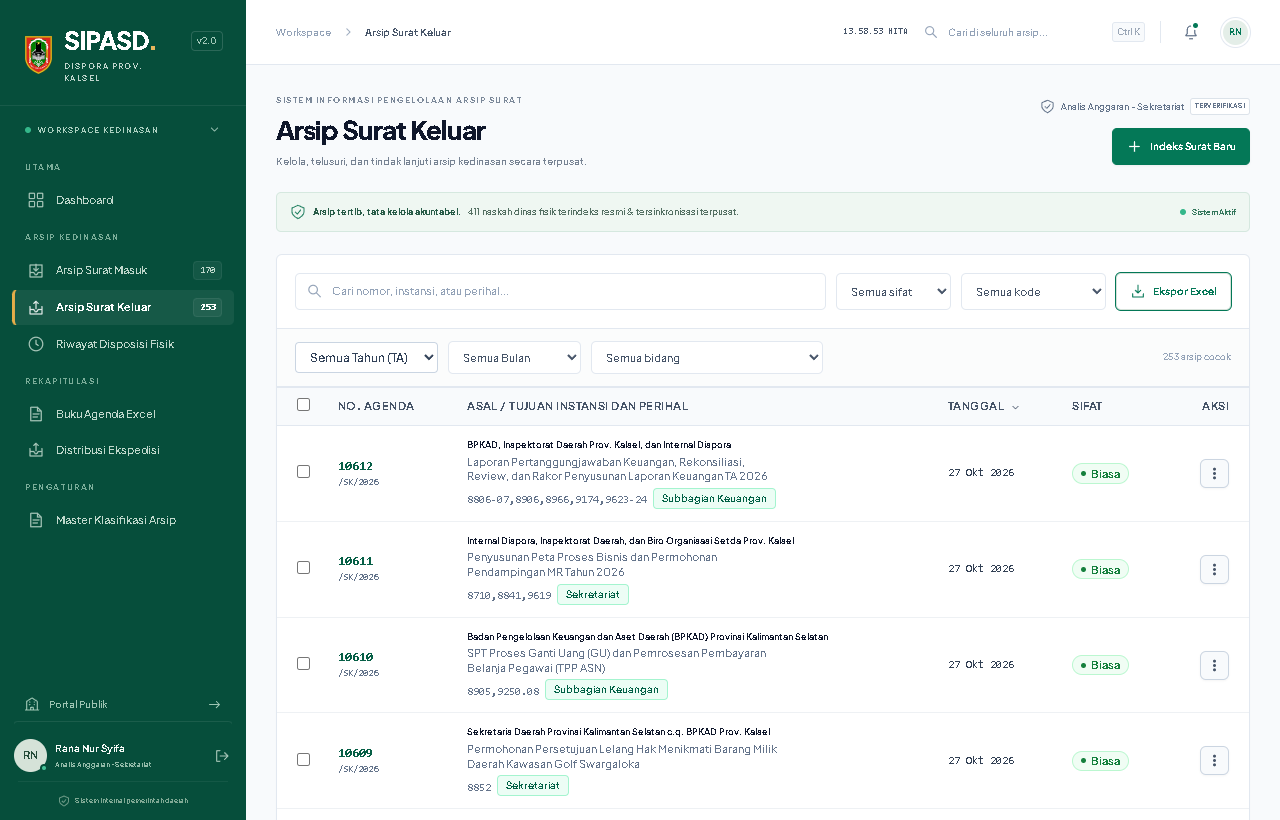 SIPASD.
v2.0
DISPORA PROV.
KALSEL
WORKSPACE KEDINASAN
UTAMA
Dashboard
ARSIP KEDINASAN
Arsip Surat Masuk 170
Arsip Surat Keluar 253
Riwayat Disposisi Fisik
REKAPITULASI
Buku Agenda Excel
Distribusi Ekspedisi
PENGATURAN
Master Klasifikasi Arsip
Portal Publik
RN
Rana Nur Syifa
Analis Anggaran - Sekretariat
Sistem internal pemerintah daerah
Workspace > Arsip Surat Keluar
13.58.53 WITA
Cari di seluruh arsip...
Ctrl K
RN
SISTEM INFORMASI PENGELOLAAN ARSIP SURAT
Arsip Surat Keluar
Kelola, telusuri, dan tindak lanjuti arsip kedinasan secara terpusat.
Analis Anggaran - Sekretariat TERVERIFIKASI
Indeks Surat Baru
Arsip tertib, tata kelola akuntabel. 411 naskah dinas fisik terindeks resmi & tersinkronisasi terpusat.
Sistem Aktif
Cari nomor, instansi, atau perihal...
Semua sifat
Semua kode
Ekspor Excel
Semua Tahun (TA)
Semua Bulan
Semua bidang
253 arsip cocok
NO. AGENDA ASAL / TUJUAN INSTANSI DAN PERIHAL TANGGAL SIFAT AKSI
10612
/SK/2026
BPKAD, Inspektorat Daerah Prov. Kalsel, dan Internal Dispora
Laporan Pertanggungjawaban Keuangan, Rekonsiliasi,
Review, dan Rakor Penyusunan Laporan Keuangan TA 2026
8806-07,8906,8966,9174,9623-24 Subbagian Keuangan
27 Okt 2026
Biasa
10611
/SK/2026
Internal Dispora, Inspektorat Daerah, dan Biro Organisasi Setda Prov. Kalsel
Penyusunan Peta Proses Bisnis dan Permohonan
Pendampingan MR Tahun 2026
8710,8841,9619 Sekretariat
27 Okt 2026
Biasa
10610
/SK/2026
Badan Pengelolaan Keuangan dan Aset Daerah (BPKAD) Provinsi Kalimantan Selatan
SPT Proses Ganti Uang (GU) dan Pemrosesan Pembayaran
Belanja Pegawai (TPP ASN)
8905,9250.08 Subbagian Keuangan
27 Okt 2026
Biasa
10609
/SK/2026
Sekretaris Daerah Provinsi Kalimantan Selatan c.q. BPKAD Prov. Kalsel
Permohonan Persetujuan Lelang Hak Menikmati Barang Milik
Daerah Kawasan Golf Swargaloka
8852 Sekretariat
27 Okt 2026
Biasa